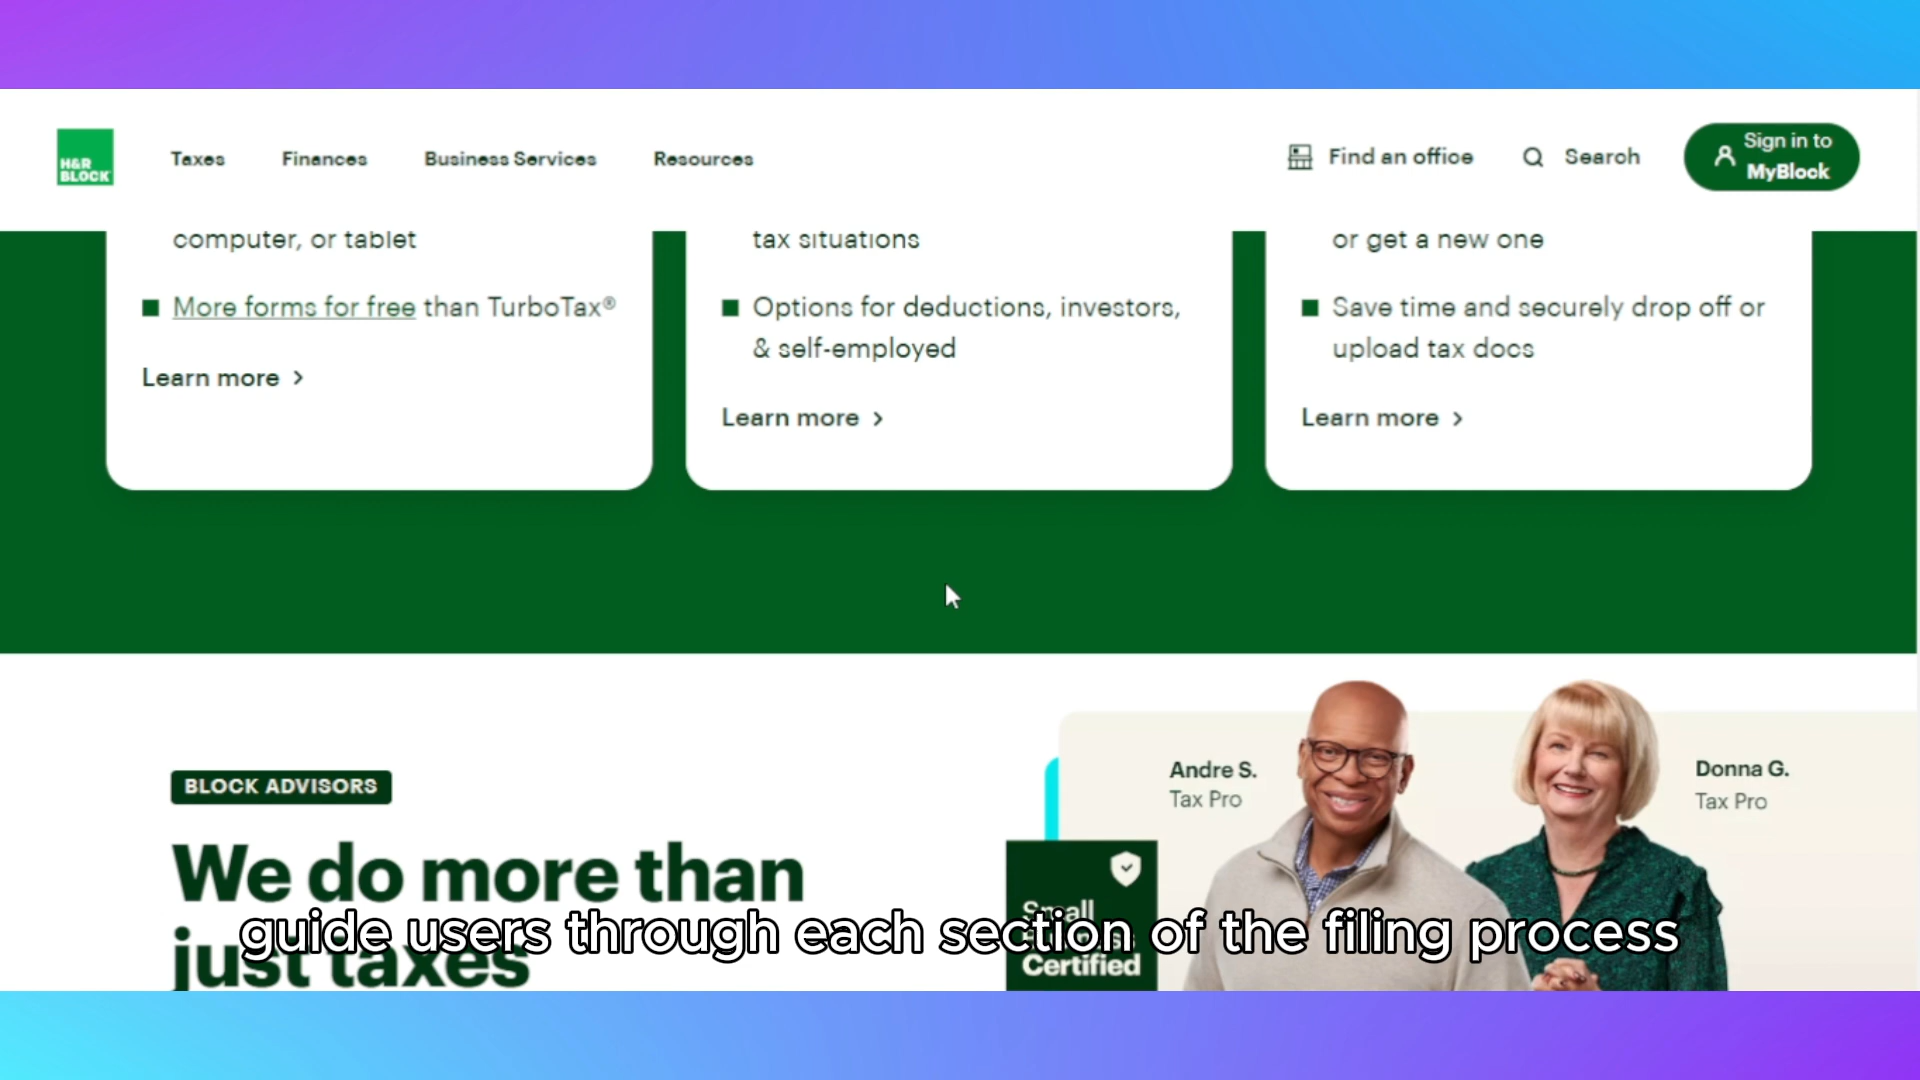 H&R
BLOCK
Taxes
Finances
Business Services
Resources
Find an office
Search
Sign in to
MyBlock
computer, or tablet
More forms for free than TurboTax®
Learn more
tax situations
Options for deductions, investors,
& self-employed
Learn more
or get a new one
Save time and securely drop off or
upload tax docs
Learn more
BLOCK ADVISORS
We do more than
just taxes
Andre S.
Tax Pro
Donna G.
Tax Pro
Small
Certified
guide users through each section of the filing process